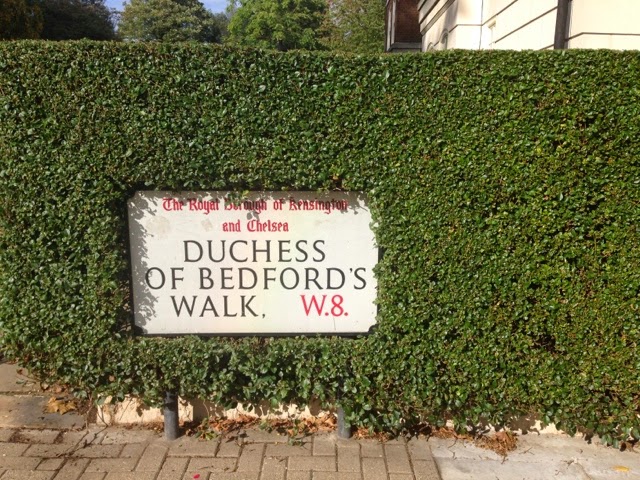 The Royal Borough of Kensington
and Chelsea
DUCHESS
OF BEDFORD'S
WALK, W.8.